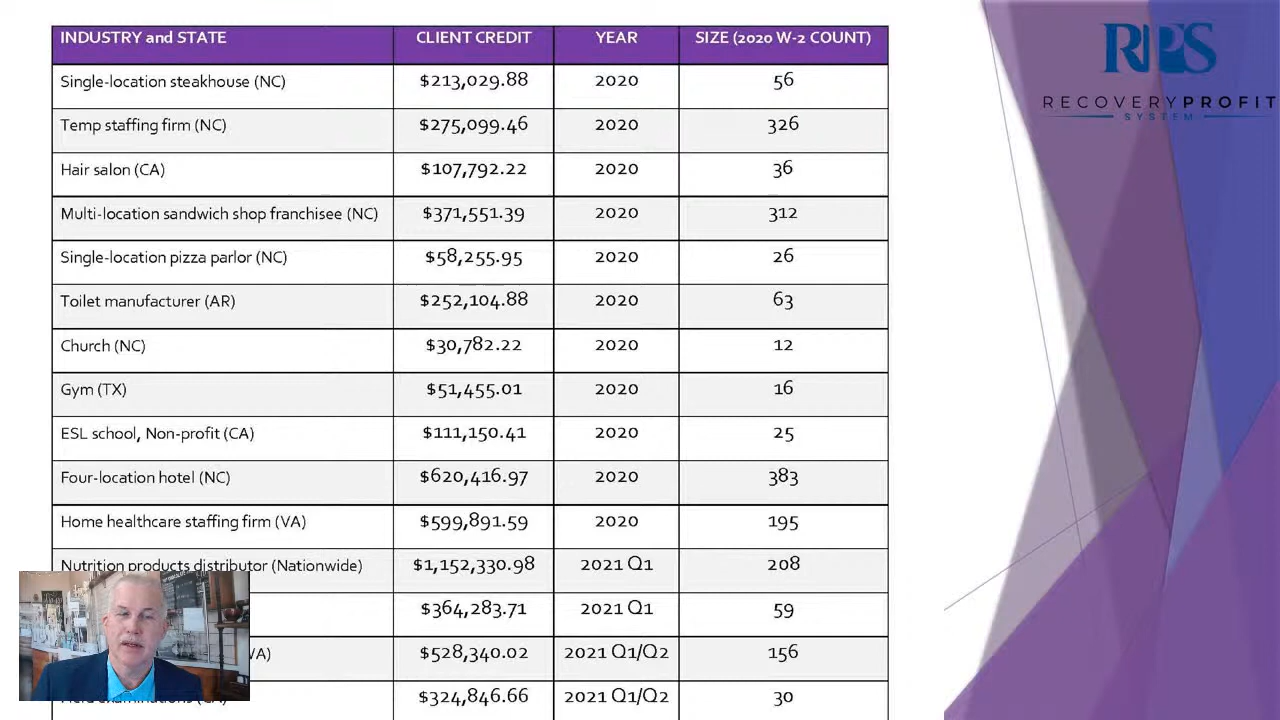 INDUSTRY and STATE CLIENT CREDIT YEAR SIZE (2020 W-2 COUNT)
Single-location steakhouse (NC) $213,029.88 2020 56
Temp staffing firm (NC) $275,099.46 2020 326
Hair salon (CA) $107,792.22 2020 36
Multi-location sandwich shop franchisee (NC) $371,551.39 2020 312
Single-location pizza parlor (NC) $58,255.95 2020 26
Toilet manufacturer (AR) $252,104.88 2020 63
Church (NC) $30,782.22 2020 12
Gym (TX) $51,455.01 2020 16
ESL school, Non-profit (CA) $111,150.41 2020 25
Four-location hotel (NC) $620,416.97 2020 383
Home healthcare staffing firm (VA) $599,891.59 2020 195
Nutrition products distributor (Nationwide) $1,152,330.98 2021 Q1 208
$364,283.71 2021 Q1 59
VA) $528,340.02 2021 Q1/Q2 156
$324,846.66 2021 Q1/Q2 30
RPS
RECOVERYPROFIT
SYSTEM